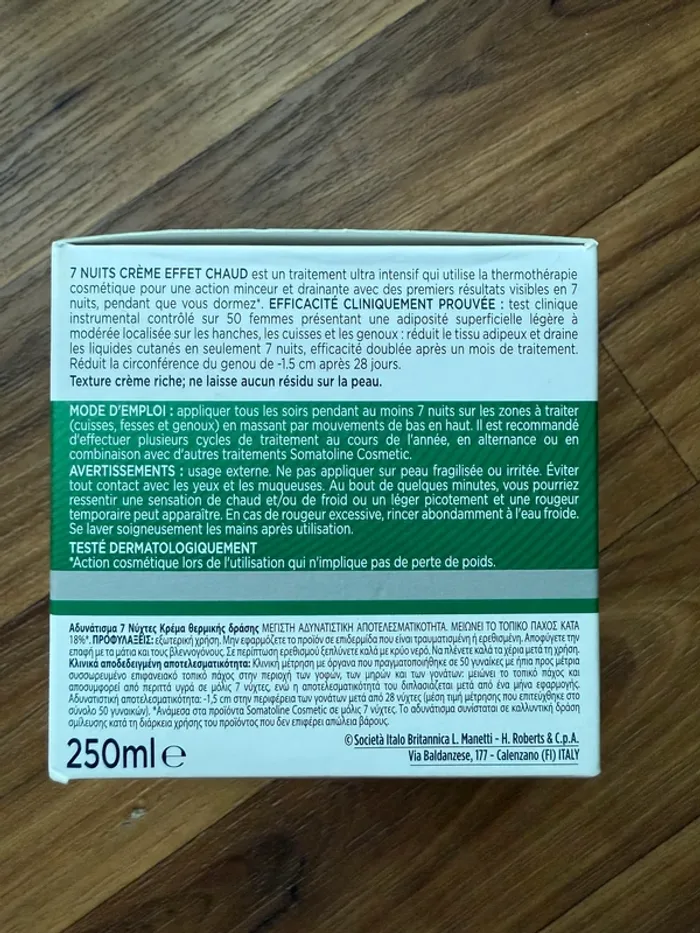 7 NUITS CRÈME EFFET CHAUD est un traitement ultra intensif qui utilise la thermothérapie
cosmétique pour une action minceur et drainante avec des premiers résultats visibles en 7
nuits, pendant que vous dormez*. EFFICACITÉ CLINIQUEMENT PROUVÉE : test clinique
instrumental contrôlé sur 50 femmes présentant une adiposité superficielle légère à
modérée localisée sur les hanches, les cuisses et les genoux : réduit le tissu adipeux et draine
les liquides cutanés en seulement 7 nuits, efficacité doublée après un mois de traitement.
Réduit la circonférence du genou de -1.5 cm après 28 jours.
Texture crème riche; ne laisse aucun résidu sur la peau.
MODE D'EMPLOI : appliquer tous les soirs pendant au moins 7 nuits sur les zones à traiter
(cuisses, fesses et genoux) en massant par mouvements de bas en haut. Il est recommandé
d'effectuer plusieurs cycles de traitement au cours de l'année, en alternance ou en
combinaison avec d'autres traitements Somatoline Cosmetic.
AVERTISSEMENTS : usage externe. Ne pas appliquer sur peau fragilisée ou irritée. Éviter
tout contact avec les yeux et les muqueuses. Au bout de quelques minutes, vous pourriez
ressentir une sensation de chaud et/ou de froid ou un léger picotement et une rougeur
temporaire peut apparaître. En cas de rougeur excessive, rincer abondamment à l'eau froide.
Se laver soigneusement les mains après utilisation.
TESTÉ DERMATOLOGIQUEMENT
*Action cosmétique lors de l'utilisation qui n'implique pas de perte de poids.
Αδυνάτισμα 7 Νύχτες Κρέμα θερμικής δράσης ΜΕΓΙΣΤΗ ΑΔΥΝΑΤΙΣΤΙΚΗ ΑΠΟΤΕΛΕΣΜΑΤΙΚΟΤΗΤΑ. ΜΕΙΩΝΕΙ ΤΟ ΤΟΠΙΚΟ ΠΑΧΟΣ ΚΑΤΑ
18%*. ΠΡΟΦΥΛΑΞΕΙΣ: εξωτερική χρήση. Μην εφαρμόζετε το προϊόν σε επιδερμίδα που είναι τραυματισμένη ή ερεθισμένη. Αποφύγετε την
επαφή με τα μάτια και τους βλεννογόνους. Σε περίπτωση ερεθισμού ξεπλύνετε καλά με κρύο νερό. Να πλένετε καλά τα χέρια μετά τη χρήση.
Κλινικά αποδεδειγμένη αποτελεσματικότητα: Κλινική μέτρηση με όργανα που πραγματοποιήθηκε σε 50 γυναίκες με ήπια προς μέτρια
συσσωρευμένο επιφανειακό τοπικό πάχος στην περιοχή των γοφών, των μηρών και των γονάτων: μειώνει το τοπικό πάχος και
αποσυμφορεί από περιττά υγρά σε μόλις 7 νύχτες, ενώ η αποτελεσματικότητά του διπλασιάζεται μετά από ένα μήνα εφαρμογής.
Αδυνατιστική αποτελεσματικότητα: -1,5 cm στην περιφέρεια των γονάτων μετά από 28 νύχτες (μέση τιμή μέτρησης που επιτεύχθηκε στο
σύνολο 50 γυναικών). *Ανάμεσα στα προϊόντα Somatoline Cosmetic σε μόλις 7 νύχτες. Το αδυνάτισμα συνίσταται σε καλλυντική δράση
σμίλευσης κατά τη διάρκεια χρήσης του προϊόντος που δεν επιφέρει απώλεια βάρους.
250ml e
©Società Italo Britannica L. Manetti - H. Roberts & C.p.A.
Via Baldanzese, 177 - Calenzano (FI) ITALY